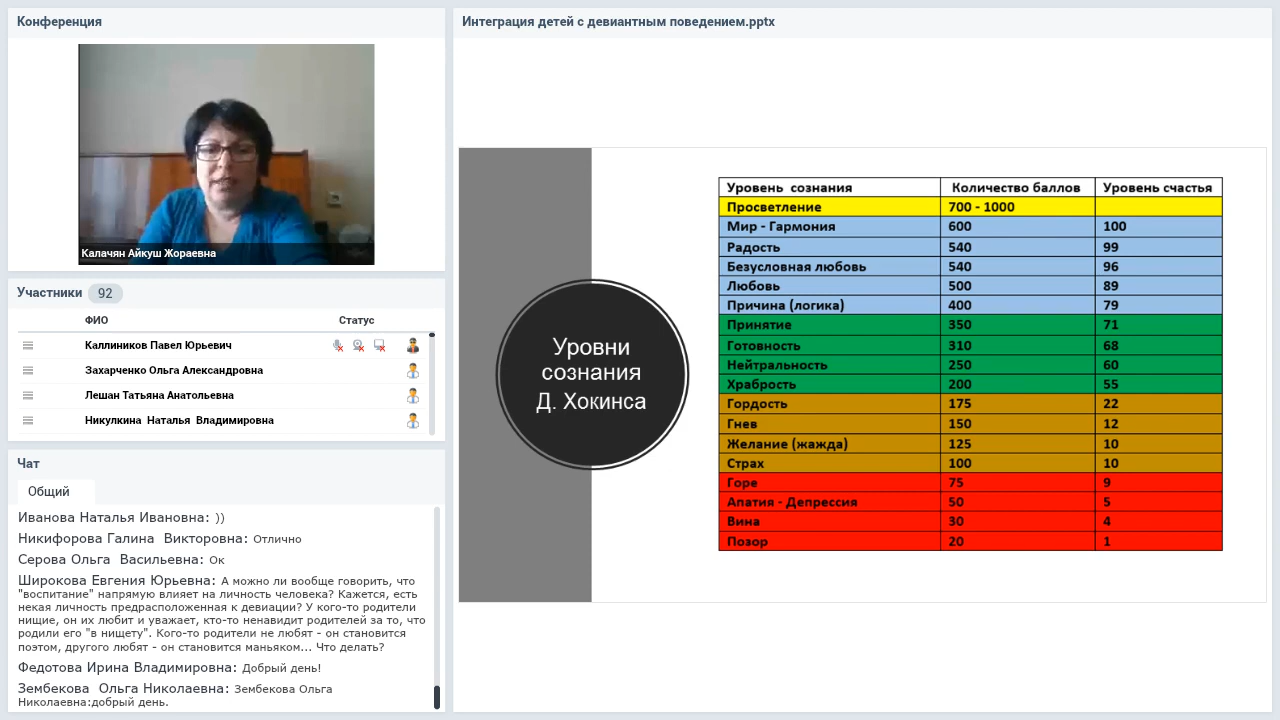 Конференция
Калачян Айкуш Жораевна
Участники 92
ФИО Статус
Каллиников Павел Юрьевич
Захарченко Ольга Александровна
Лешан Татьяна Анатольевна
Никулкина Наталья Владимировна
Чат
Общий
Иванова Наталья Ивановна: ))
Никифорова Галина Викторовна: Отлично
Серова Ольга Васильевна: Ок
Широкова Евгения Юрьевна: А можно ли вообще говорить, что
"воспитание" напрямую влияет на личность человека? Кажется, есть
некая личность предрасположенная к девиации? У кого-то родители
нищие, он их любит и уважает, кто-то ненавидит родителей за то, что
родили его "в нищету". Кого-то родители не любят - он становится
поэтом, другого любят - он становится маньяком... Что делать?
Федотова Ирина Владимировна: Добрый день!
Зембекова Ольга Николаевна: Зембекова Ольга
Николаевна:добрый день.
Интеграция детей с девиантным поведением.pptx
Уровни
сознания
Д. Хокинса
Уровень сознания Количество баллов Уровень счастья
Просветление 700 - 1000
Мир - Гармония 600 100
Радость 540 99
Безусловная любовь 540 96
Любовь 500 89
Причина (логика) 400 79
Принятие 350 71
Готовность 310 68
Нейтральность 250 60
Храбрость 200 55
Гордость 175 22
Гнев 150 12
Желание (жажда) 125 10
Страх 100 10
Горе 75 9
Апатия - Депрессия 50 5
Вина 30 4
Позор 20 1